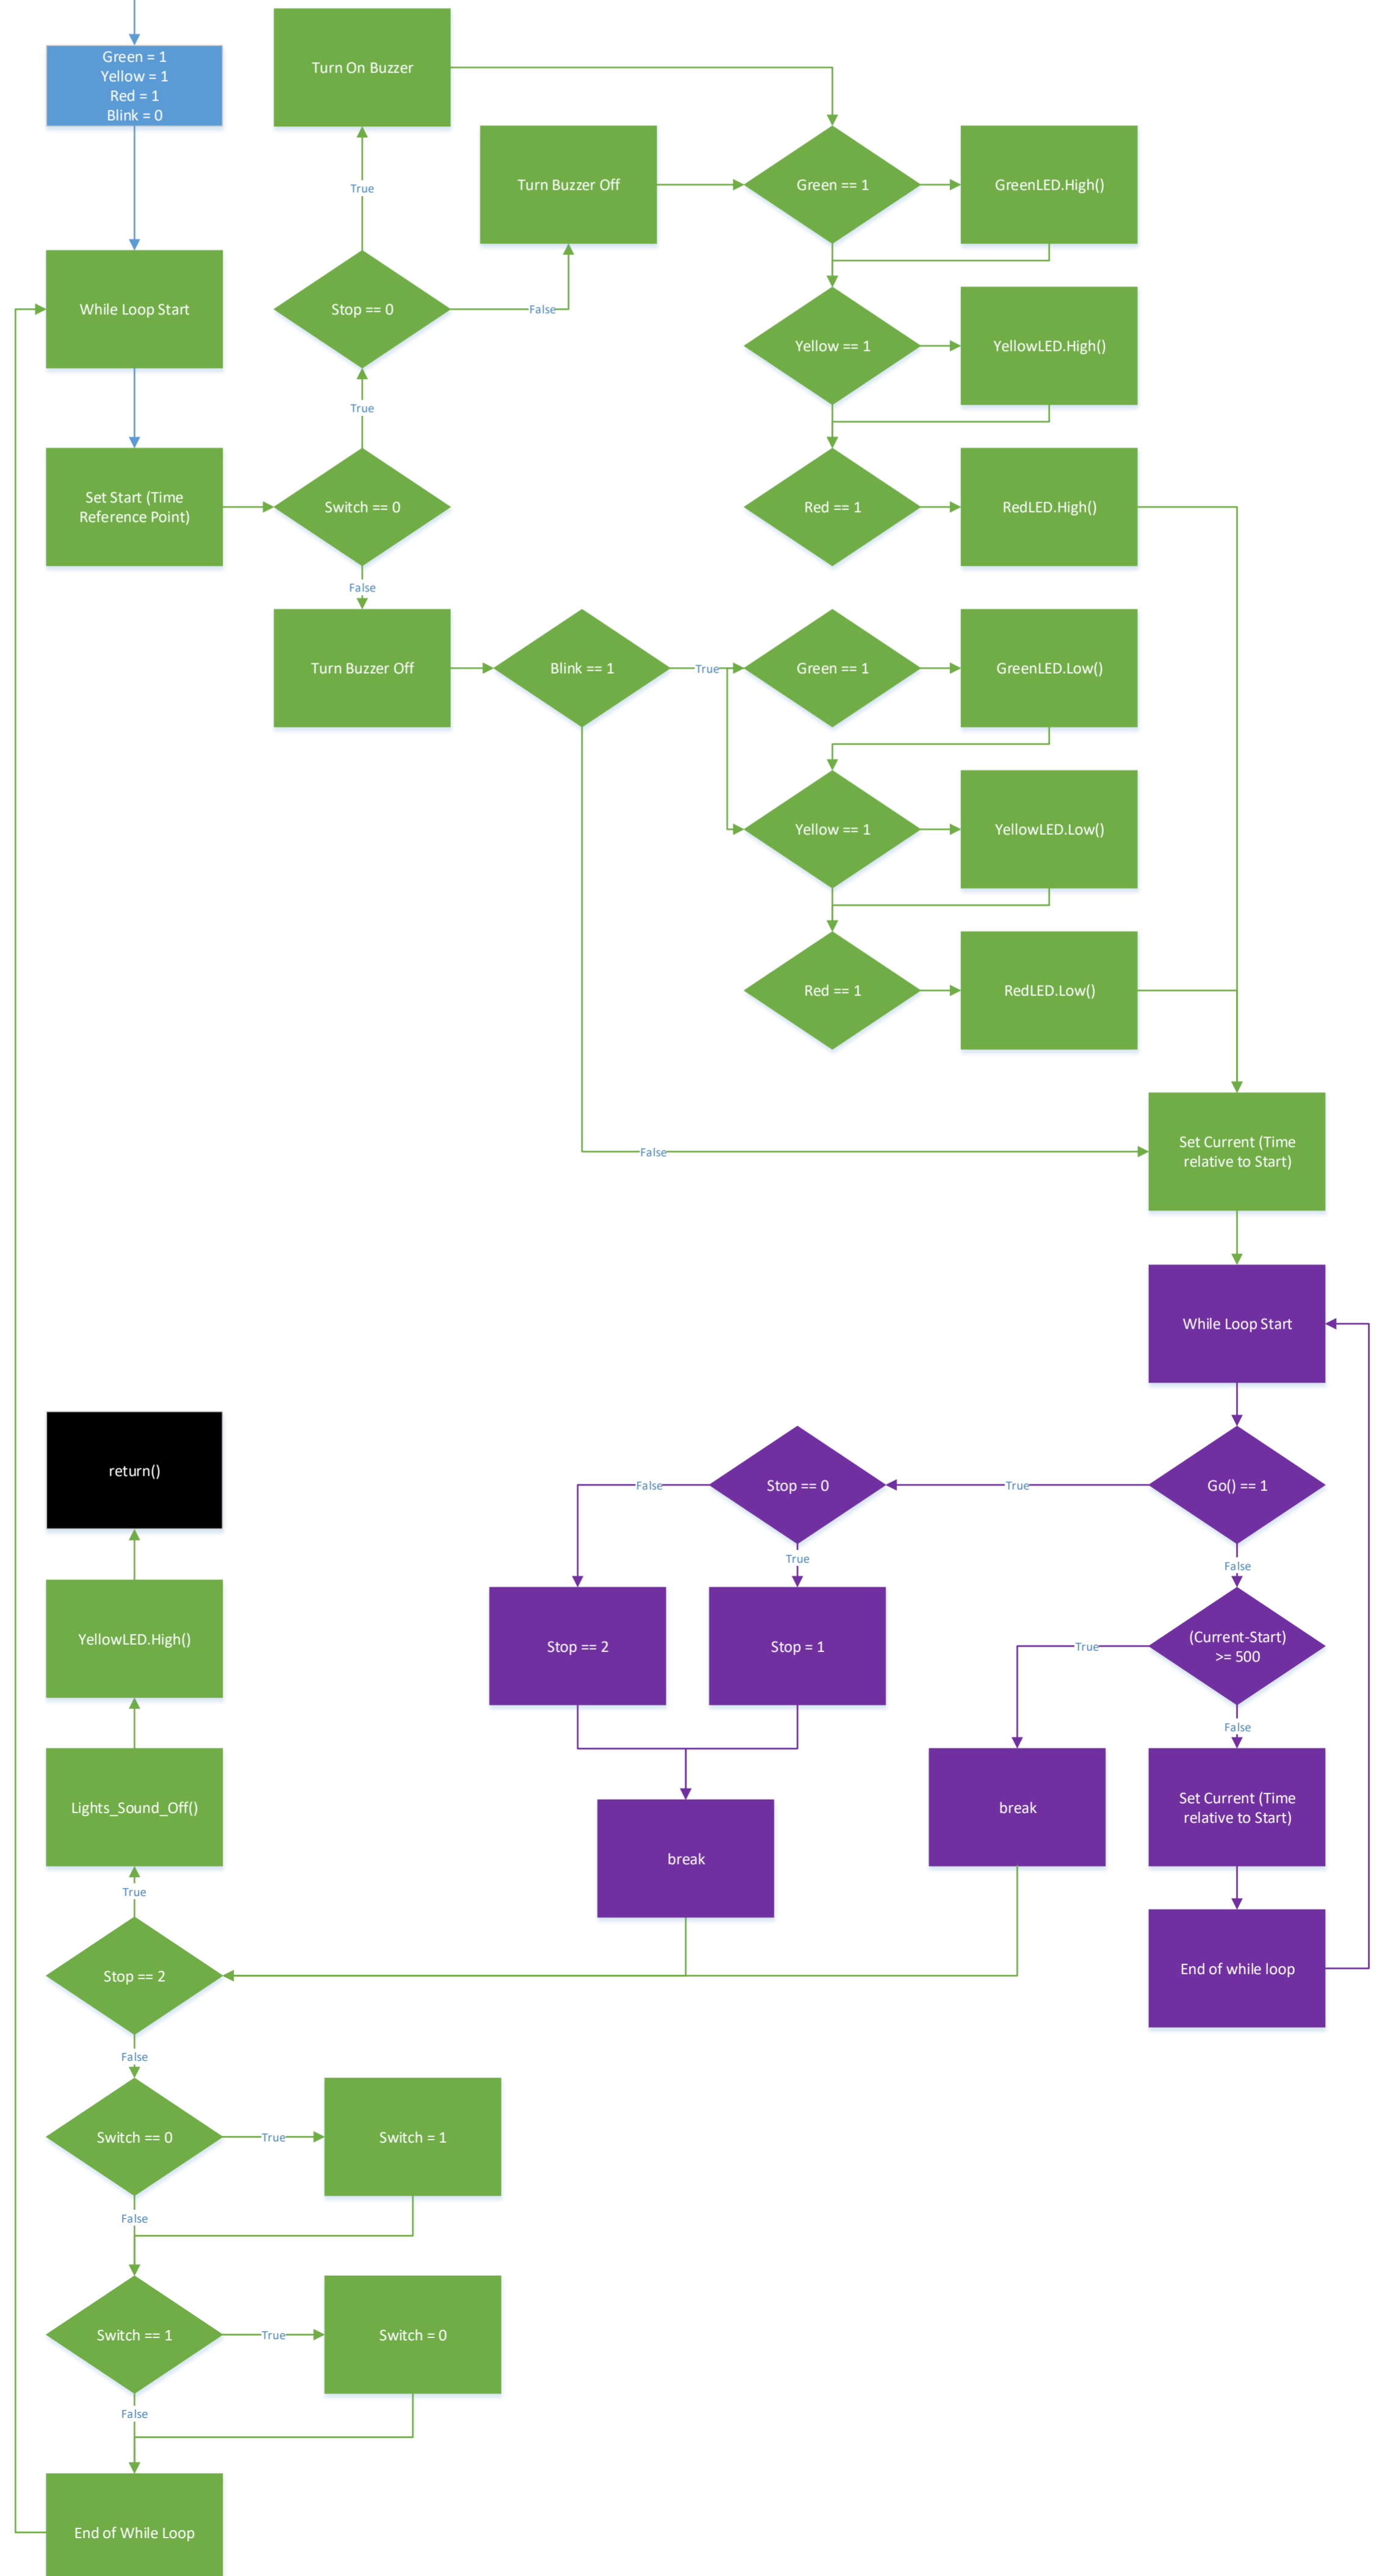 Green = 1
Yellow = 1
Red = 1
Blink = 0
Turn On Buzzer
Turn Buzzer Off
Green == 1
GreenLED.High()
True
While Loop Start
Stop == 0
False
Yellow == 1
YellowLED.High()
True
Set Start (Time
Reference Point)
Switch == 0
Red == 1
RedLED.High()
False
Turn Buzzer Off
Blink == 1
True
Green == 1
GreenLED.Low()
Yellow == 1
YellowLED.Low()
Red == 1
RedLED.Low()
False
Set Current (Time
relative to Start)
While Loop Start
return()
False
Stop == 0
True
Go() == 1
True
False
YellowLED.High()
Stop == 2
Stop = 1
True
(Current-Start)
>= 500
False
Lights_Sound_Off()
break
break
Set Current (Time
relative to Start)
True
Stop == 2
End of while loop
False
Switch == 0
True
Switch = 1
False
Switch == 1
True
Switch = 0
False
End of While Loop